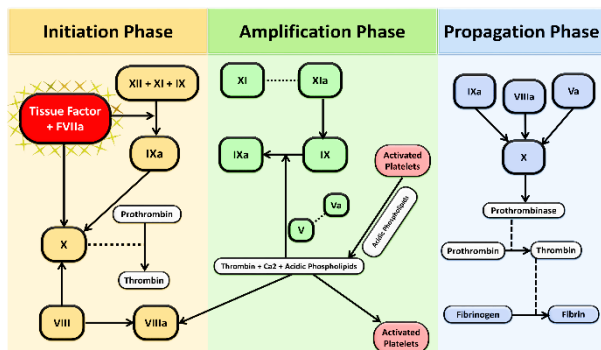 Initiation Phase
Amplification Phase
Propagation Phase
XII + XI + IX
Tissue Factor
+ FVIIa
IXa
Prothrombin
X
Thrombin
VIII
VIIIa
XI
XIa
IXa
IX
Activated
Platelets
Va
V
Acidic Phospholipids
Thrombin + Ca2 + Acidic Phospholipids
Activated
Platelets
IXa
VIIIa
Va
X
Prothrombinase
Prothrombin
Thrombin
Fibrinogen
Fibrin